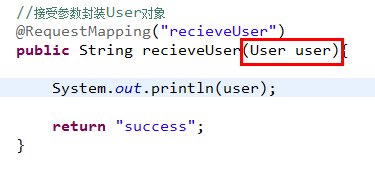 //接受参数封装User对象
@RequestMapping("recieveUser")
public String recieveUser(User user){
System.out.println(user);
return "success";
}